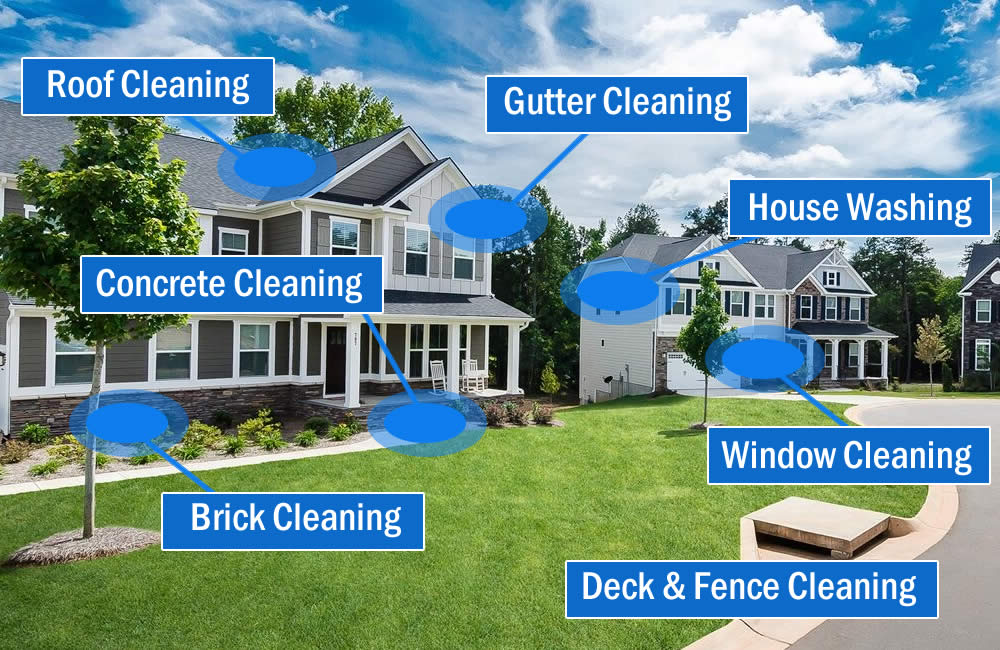 Roof Cleaning
Gutter Cleaning
House Washing
Concrete Cleaning
Window Cleaning
Brick Cleaning
Deck & Fence Cleaning